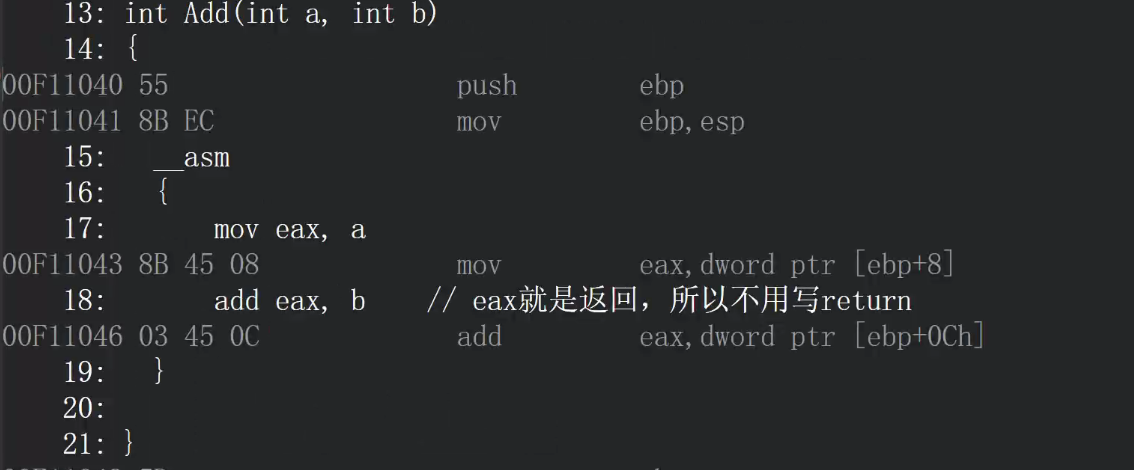 13: int Add(int a, int b)
14: {
00F11040 55 push ebp
00F11041 8B EC mov ebp,esp
15: __asm
16: {
17: mov eax, a
00F11043 8B 45 08 mov eax,dword ptr [ebp+8]
18: add eax, b // eax就是返回，所以不用写return
00F11046 03 45 0C add eax,dword ptr [ebp+0Ch]
19: }
20:
21: }